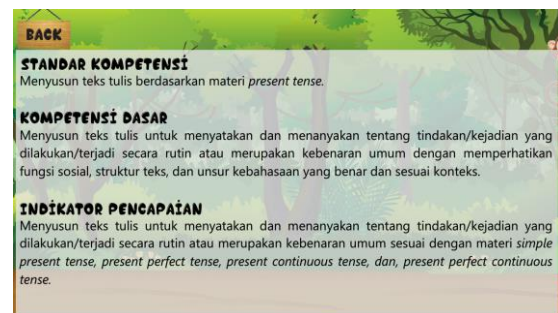 BACK
STANDAR KOMPETENSİ
Menyusun teks tulis berdasarkan materi present tense.
KOMPETENSİ DASAR
Menyusun teks tulis untuk menyatakan dan menanyakan tentang tindakan/kejadian yang
dilakukan/terjadi secara rutin atau merupakan kebenaran umum dengan memperhatikan
fungsi sosial, struktur teks, dan unsur kebahasaan yang benar dan sesuai konteks.
İNDİKATOR PENCAPAİAN
Menyusun teks tulis untuk menyatakan dan menanyakan tentang tindakan/kejadian yang
dilakukan/terjadi secara rutin atau merupakan kebenaran umum sesuai dengan materi simple
present tense, present perfect tense, present continuous tense, dan, present perfect continuous
tense.